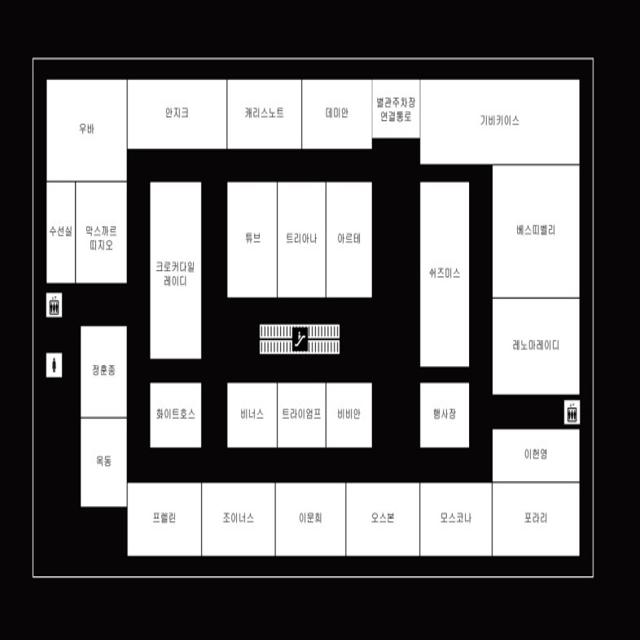 우바
안지크
캐리스노트
데미안
별관주차장
연결통로
기비키이스
수선실
막스까르
띠지오
크로커다일
레이디
튜브
트리아나
아르테
쉬즈미스
베스띠벨리
레노마레이디
정훈종
목동
화이트호스
비너스
트라이엄프
비비안
행사장
이헌영
프렐린
조이너스
이문희
오스본
모스코나
포라리